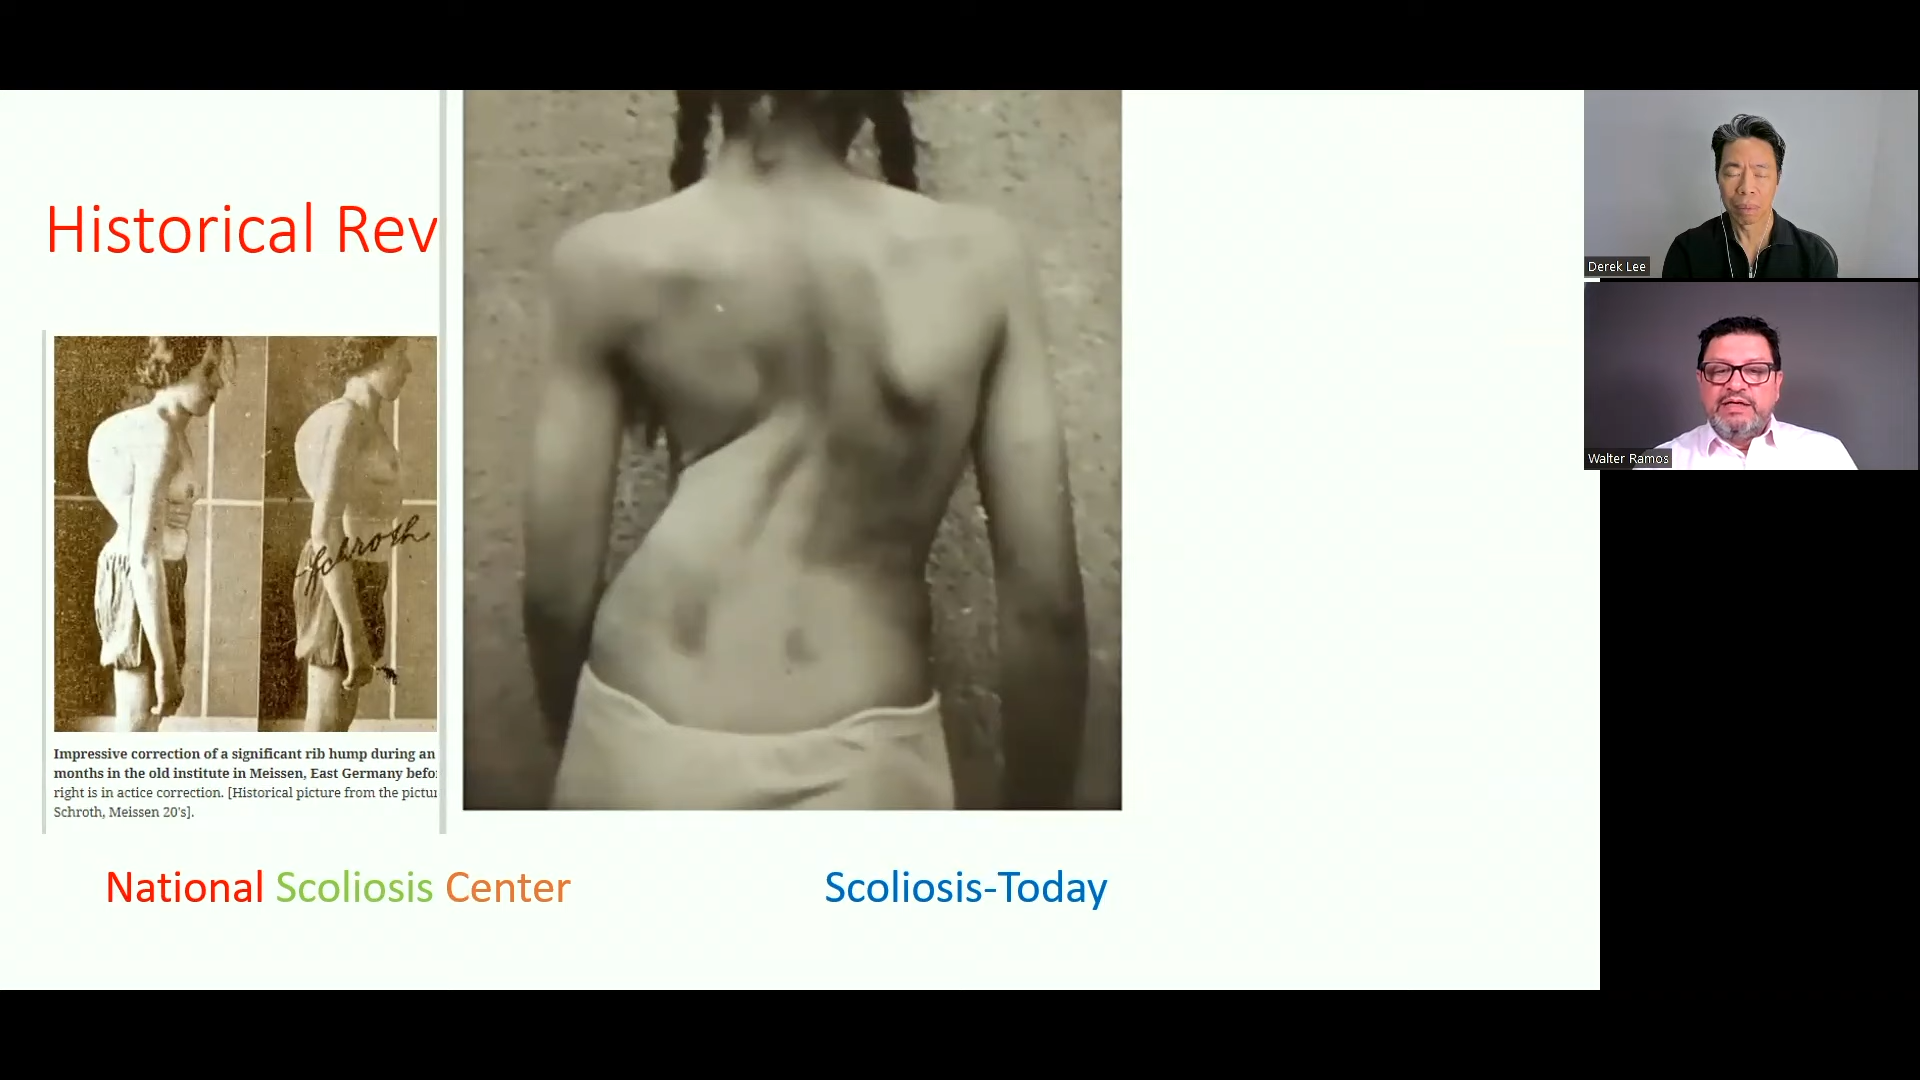 Historical Rev
Schroth
Impressive correction of a significant rib hump during an
months in the old institute in Meissen, East Germany befo
right is in actice correction. [Historical picture from the pictu
Schroth, Meissen 20's].
National Scoliosis Center
Scoliosis-Today
Derek Lee
Walter Ramos